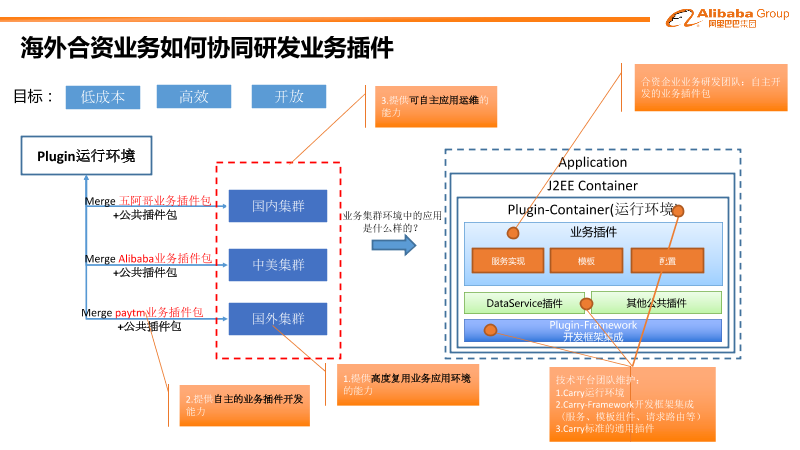 Alibaba Group
阿里巴巴集团
海外合资业务如何协同研发业务插件
目标：
低成本
高效
开放
3.提供可自主应用运维的
能力
合资企业业务研发团队：自主开
发的业务插件包
Plugin运行环境
Merge 五阿哥业务插件包
+公共插件包
国内集群
Merge Alibaba业务插件包
+公共插件包
中美集群
Merge paytm业务插件包
+公共插件包
国外集群
业务集群环境中的应用
是什么样的？
Application
J2EE Container
Plugin-Container(运行环境)
业务插件
服务实现
模板
配置
DataService插件
其他公共插件
Plugin-Framework
开发框架集成
1.提供高度复用业务应用环境
的能力
2.提供自主的业务插件开发
能力
技术平台团队维护：
1.Carry运行环境
2.Carry-Framework开发框架集成
（服务、模板组件、请求路由等）
3.Carry标准的通用插件